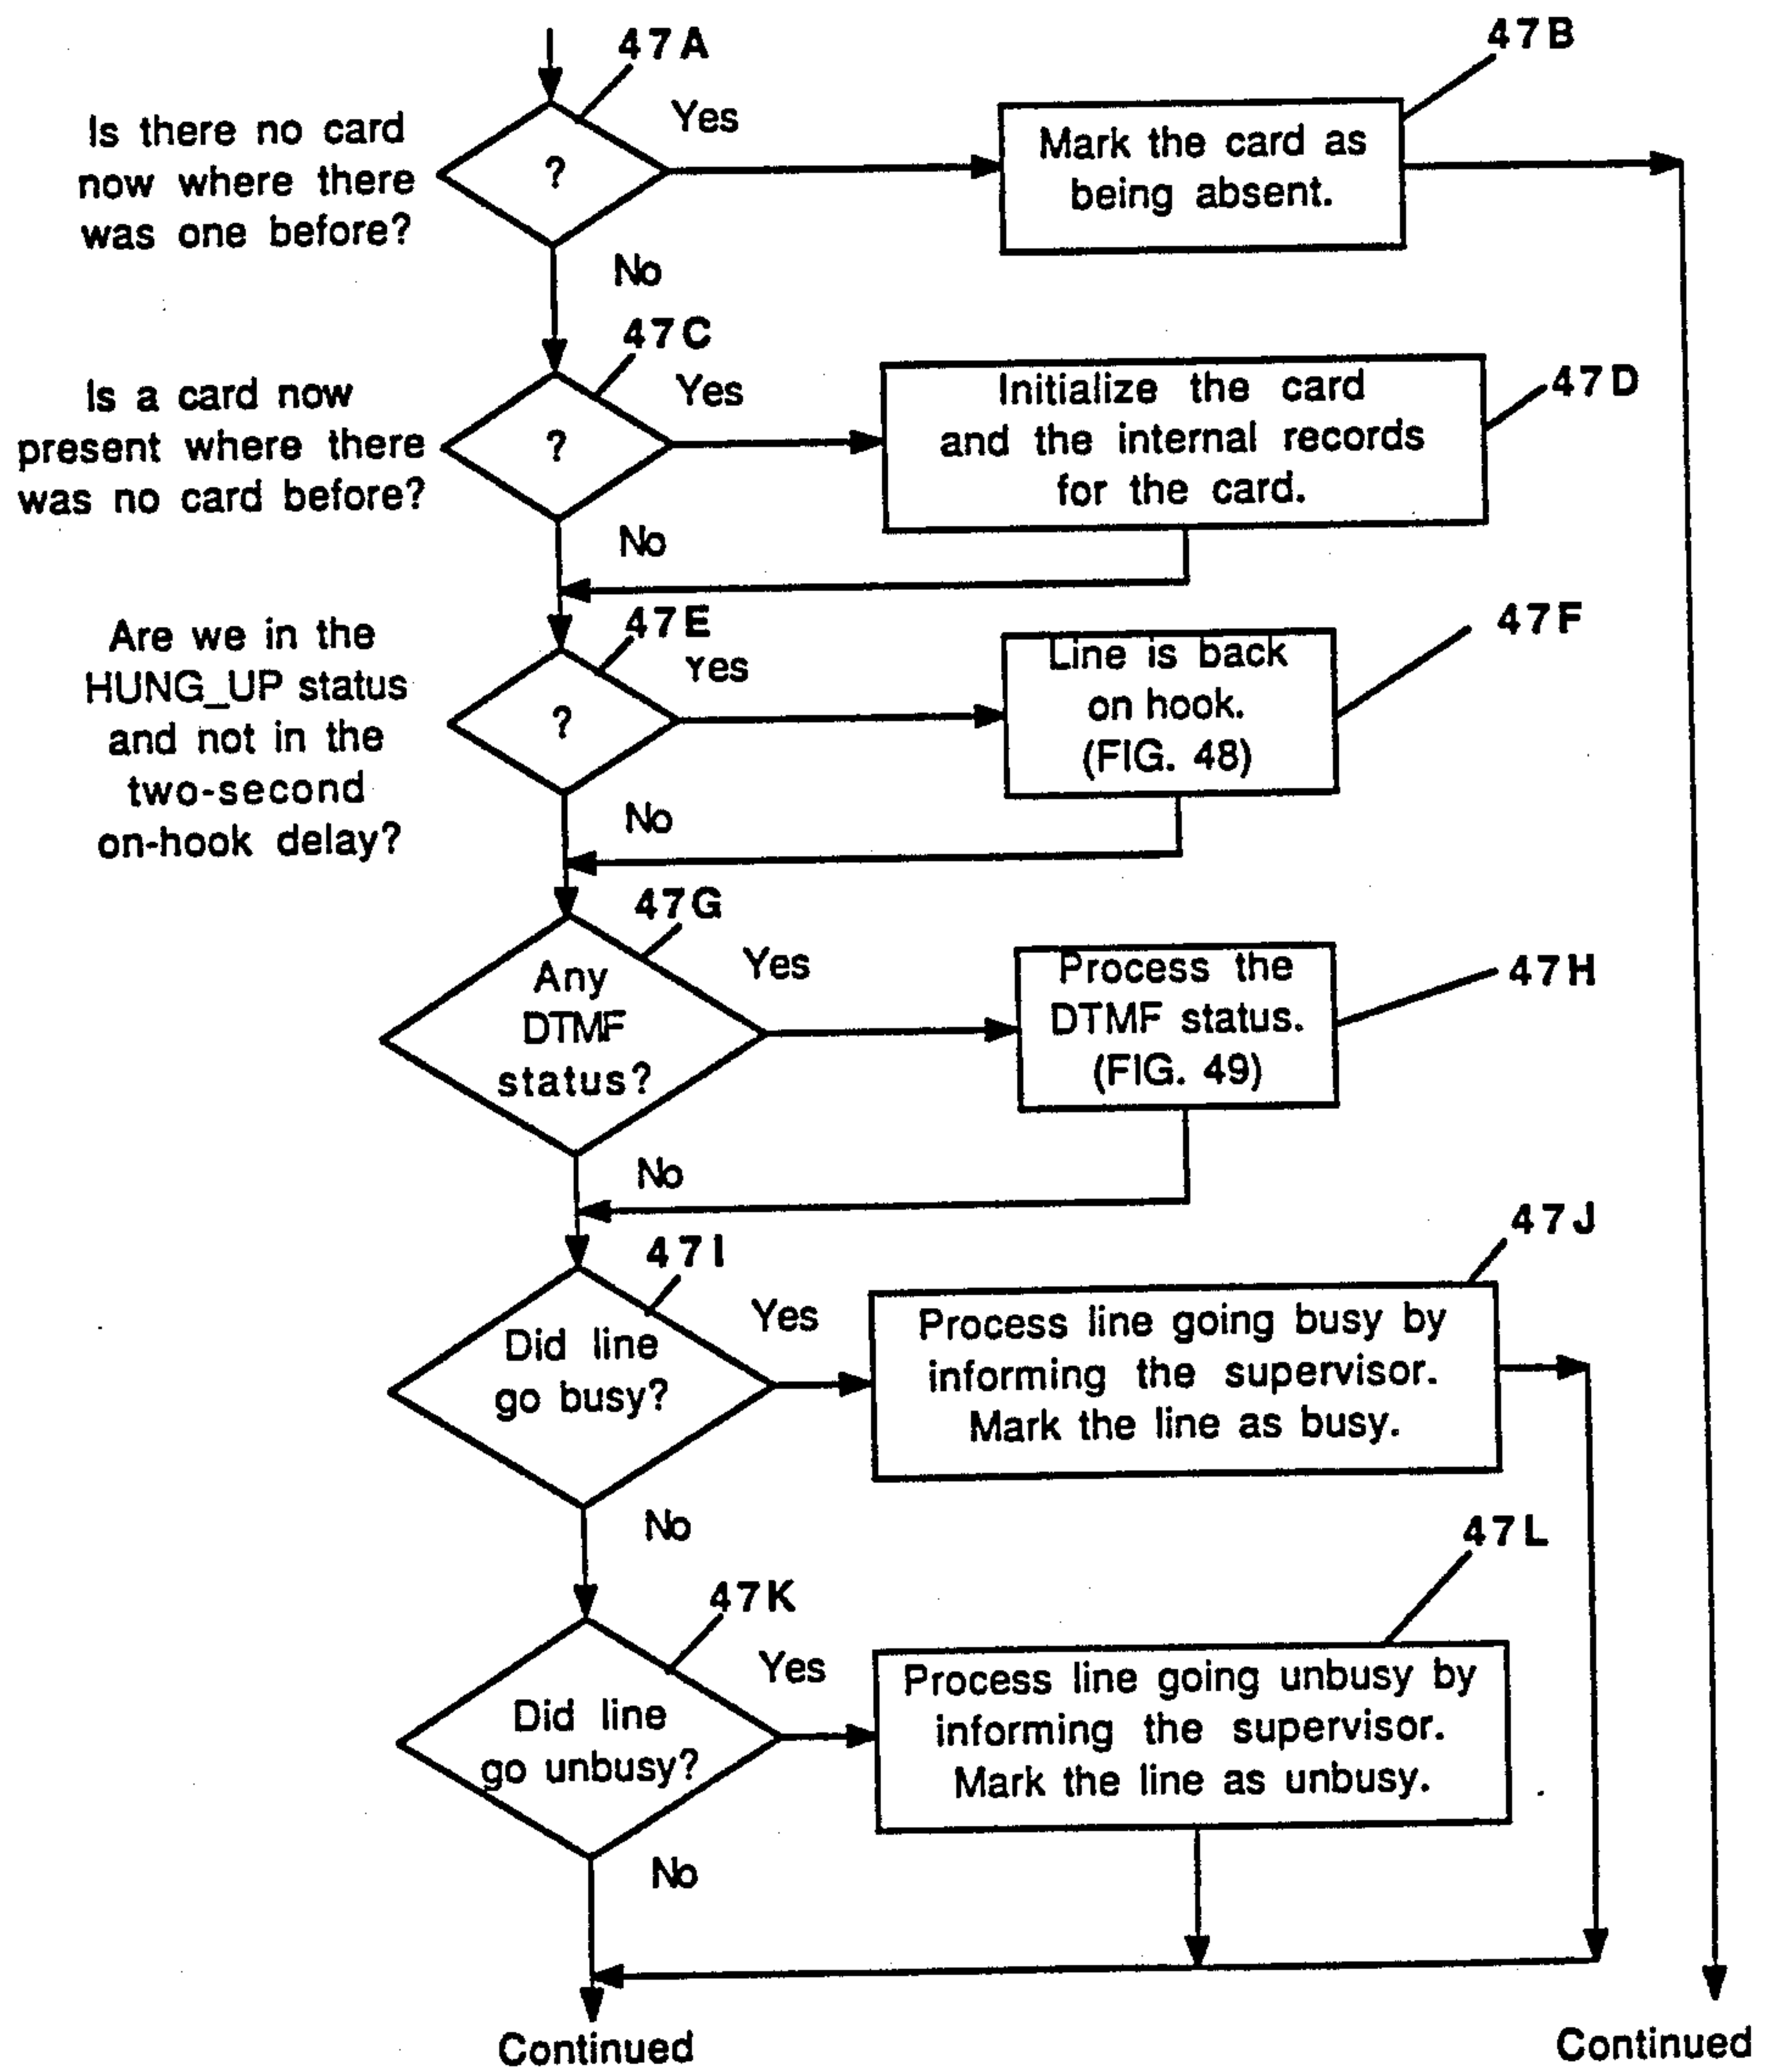 47A
47B
Yes
Is there no card
now where there
was one before?
?
Mark the card as
being absent.
No
47C
Yes
Is a card now
present where there
was no card before?
?
Initialize the card
and the internal records
for the card.
47D
No
47E
Yes
Are we in the
HUNG_UP status
and not in the
two-second
on-hook delay?
?
Line is back
on hook.
(FIG. 48)
47F
No
47G
Yes
Any
DTMF
status?
Process the
DTMF status.
(FIG. 49)
47H
No
47I
47J
Yes
Did line
go busy?
Process line going busy by
informing the supervisor.
Mark the line as busy.
No
47K
47L
Yes
Did line
go unbusy?
Process line going unbusy by
informing the supervisor.
Mark the line as unbusy.
No
Continued
Continued